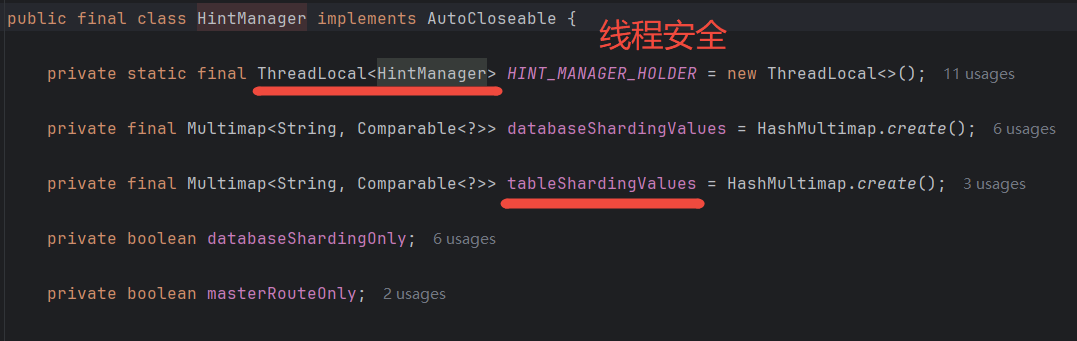 public final class HintManager implements AutoCloseable {
线程安全
private static final ThreadLocal<HintManager> HINT_MANAGER_HOLDER = new ThreadLocal<>(); 11 usages
private final Multimap<String, Comparable<?>> databaseShardingValues = HashMultimap.create(); 6 usages
private final Multimap<String, Comparable<?>> tableShardingValues = HashMultimap.create(); 3 usages
private boolean databaseShardingOnly; 6 usages
private boolean masterRouteOnly; 2 usages